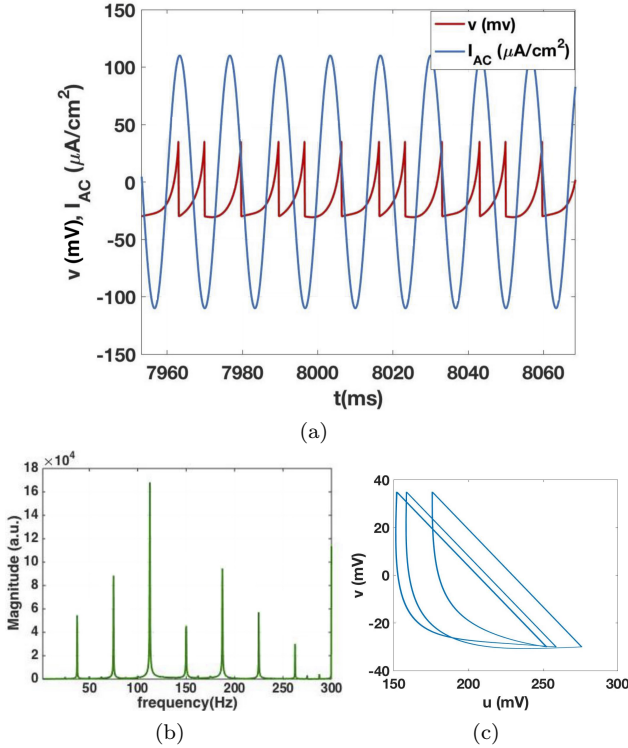 150
100
50
0
-50
-100
-150
v (mV), I_AC (μA/cm²)
v (mv)
I_AC (μA/cm²)
7960 7980 8000 8020 8040 8060
t(ms)
(a)
×10⁴
18
16
14
12
10
8
6
4
2
0
Magnitude (a.u.)
50 100 150 200 250 300
frequency(Hz)
(b)
40
20
0
-20
-40
v (mV)
150 200 250 300
u (mV)
(c)